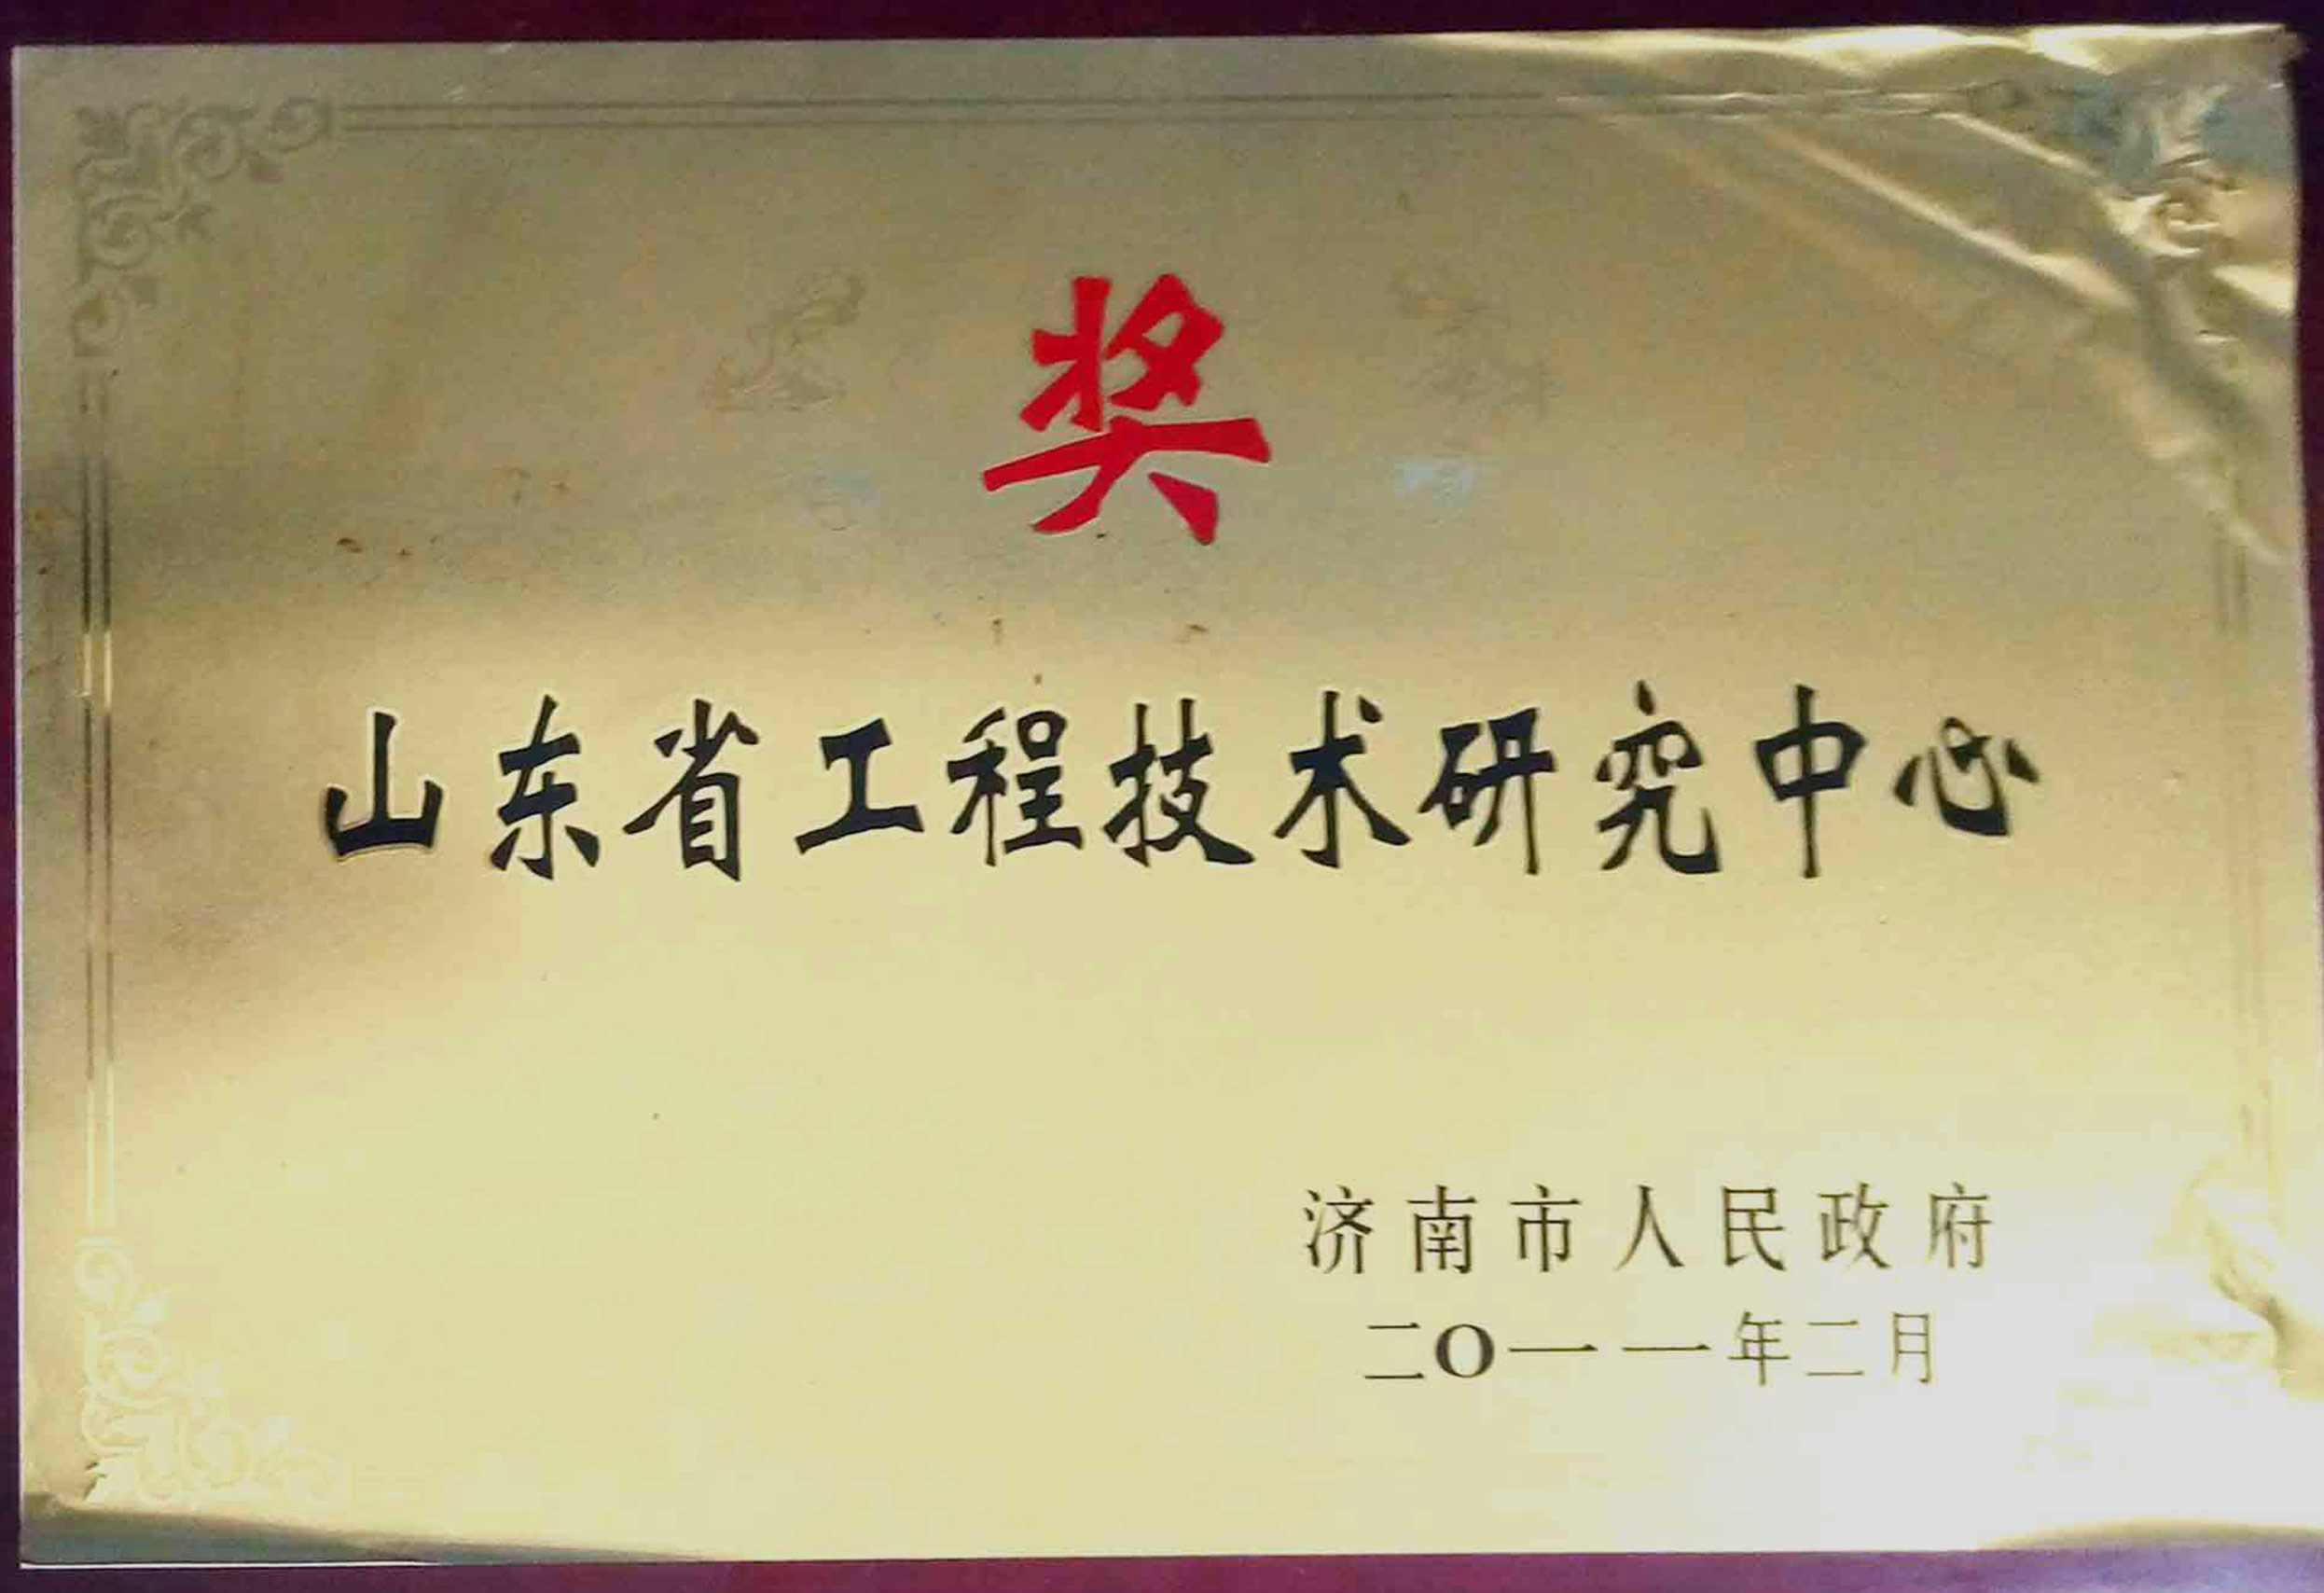 奖
山东省工程技术研究中心
济南市人民政府
二〇一一年二月